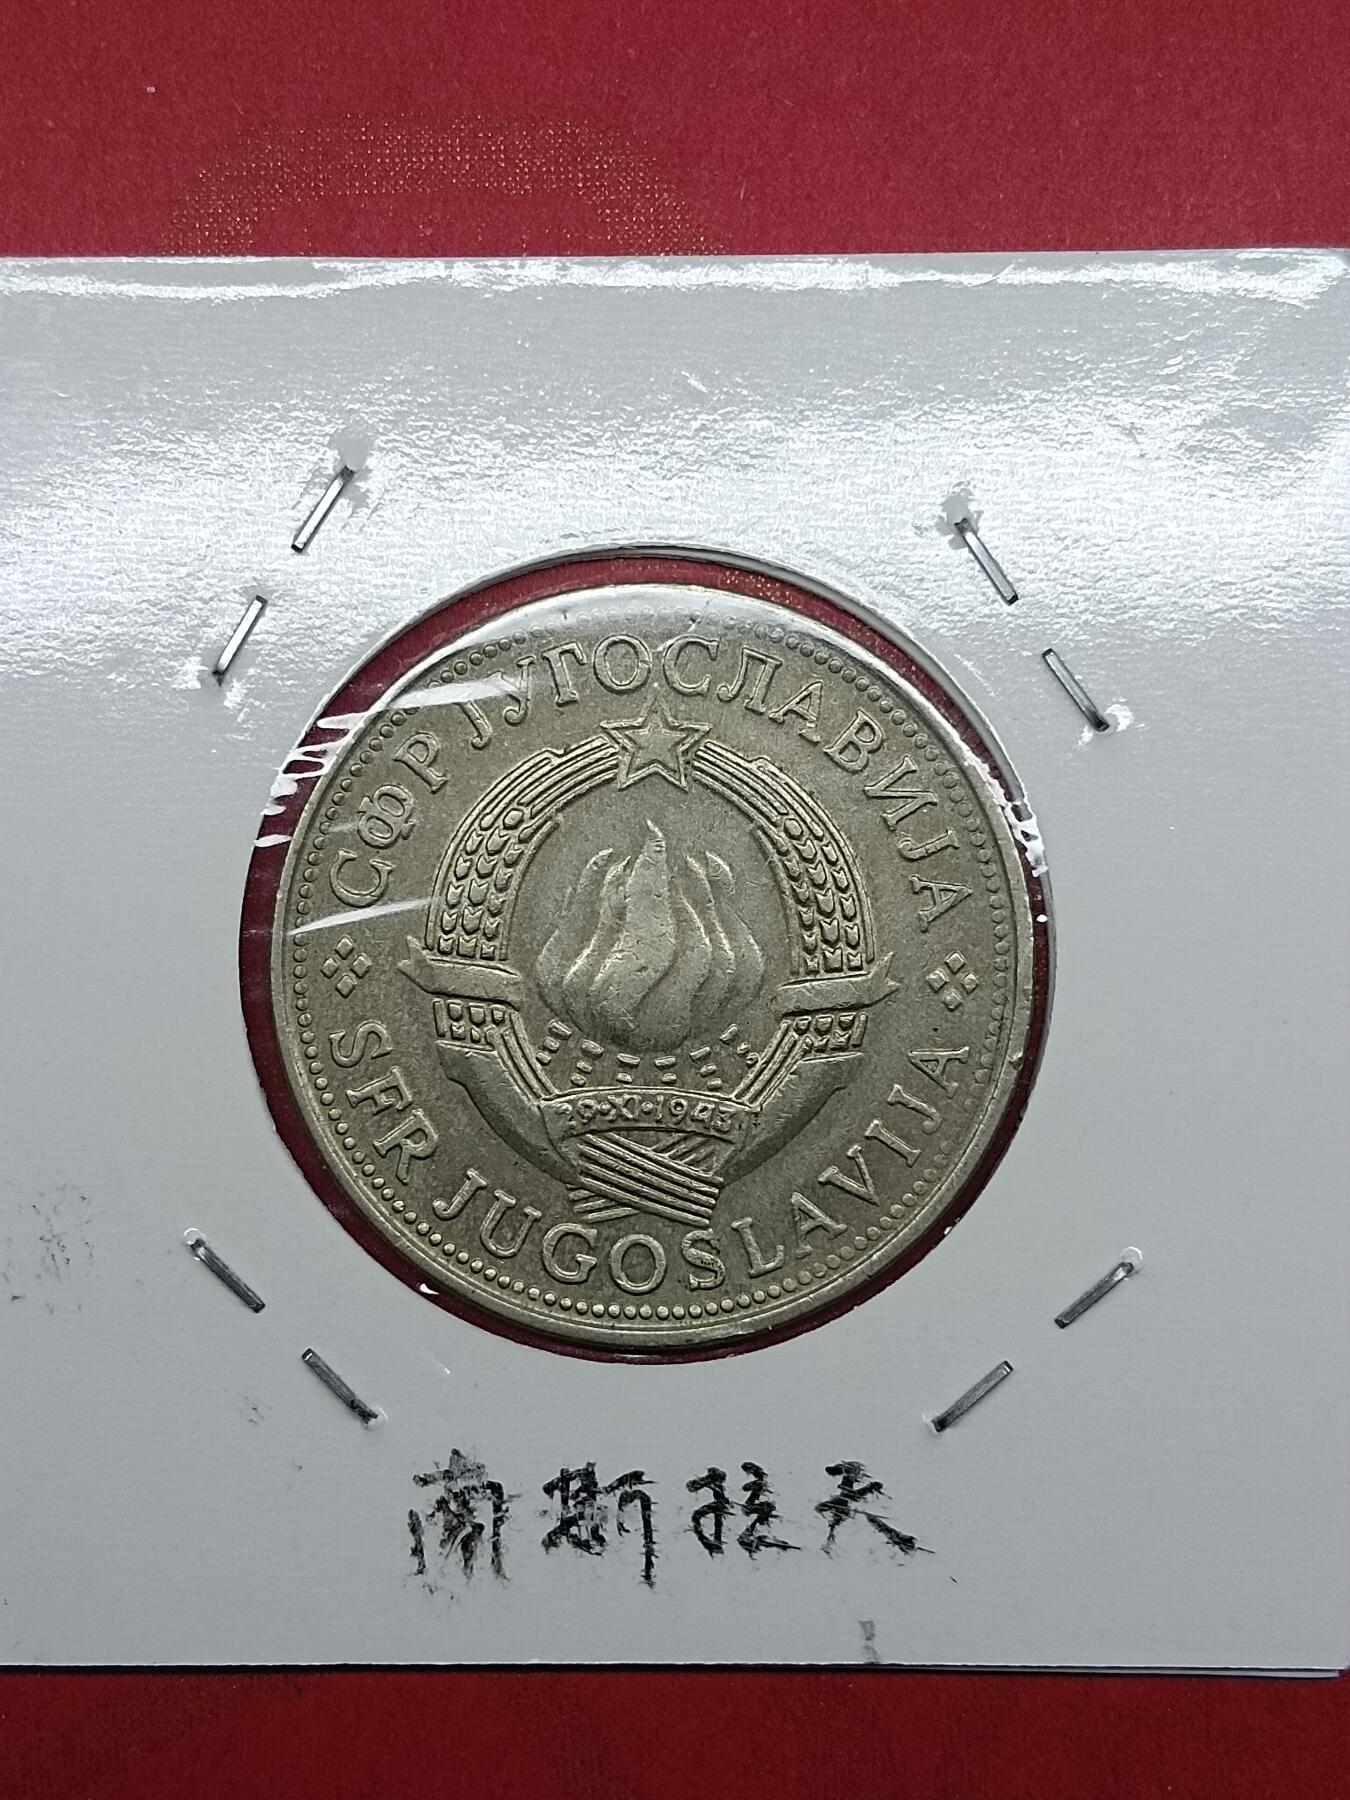 СФР ЈУГОСЛАВИЈА
29·XI·1943
SFR JUGOSLAVIJA
南斯拉夫